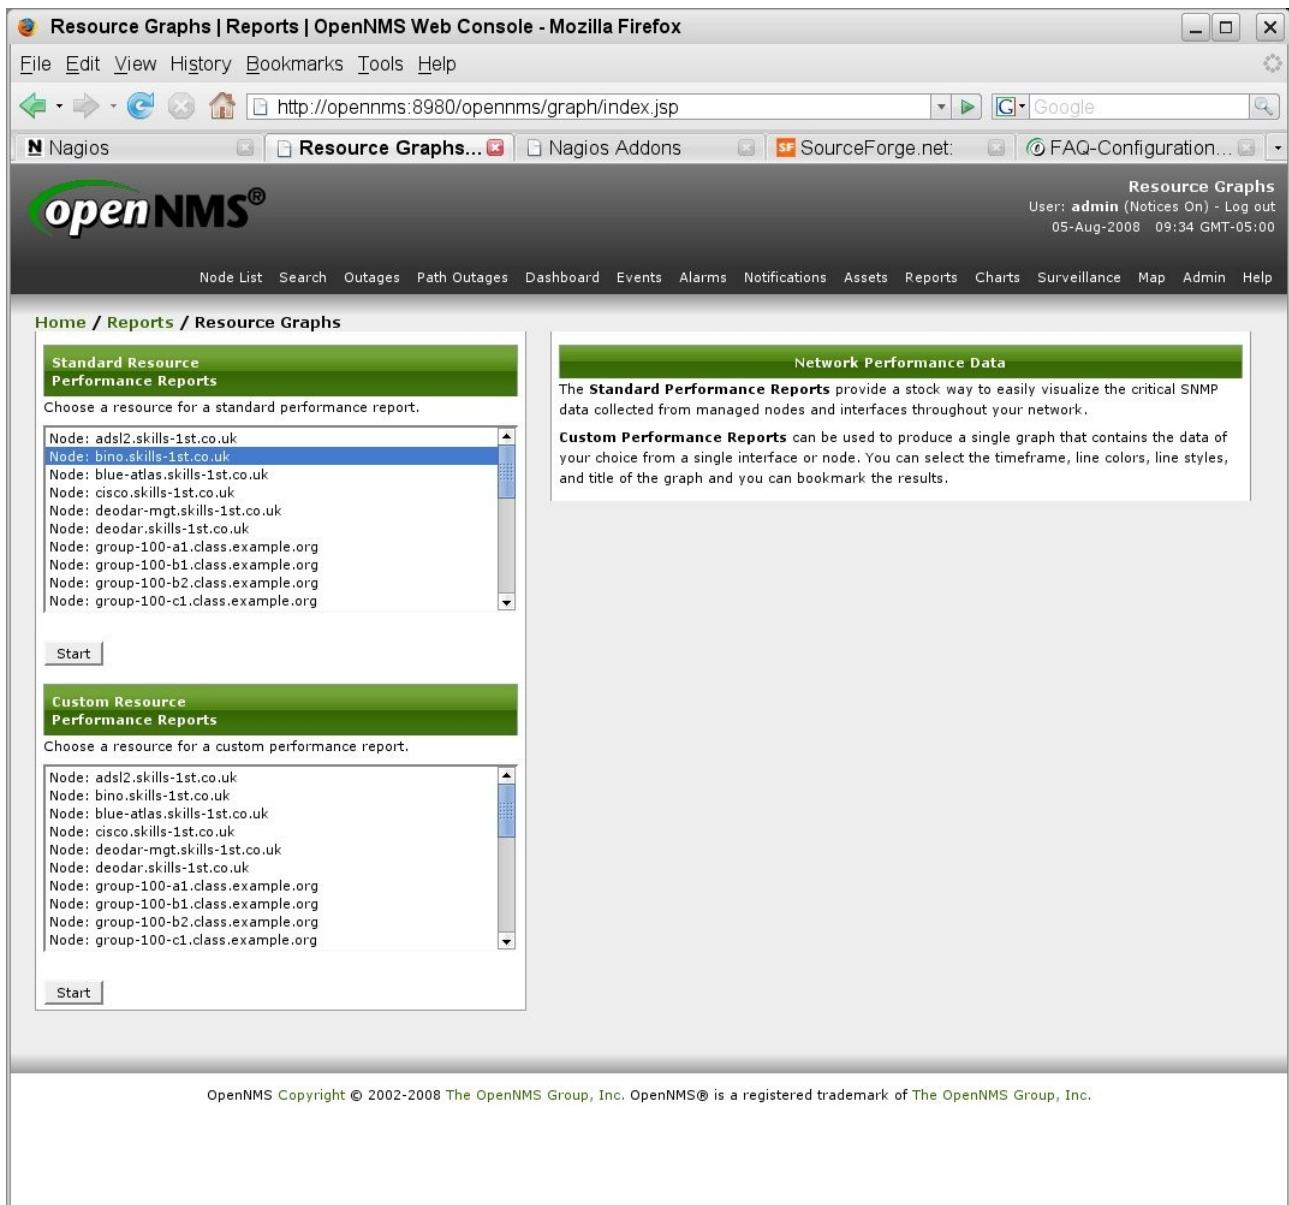 Resource Graphs | Reports | OpenNMS Web Console - Mozilla Firefox
File Edit View History Bookmarks Tools Help
http://opennms:8980/opennms/graph/index.jsp
G Google
N Nagios
Resource Graphs...
Nagios Addons
SF SourceForge.net:
FAQ-Configuration...
openNMS®
Resource Graphs
User: admin (Notices On) - Log out
05-Aug-2008 09:34 GMT-05:00
Node List Search Outages Path Outages Dashboard Events Alarms Notifications Assets Reports Charts Surveillance Map Admin Help
Home / Reports / Resource Graphs
Standard Resource
Performance Reports
Choose a resource for a standard performance report.
Node: adsl2.skills-1st.co.uk
Node: bino.skills-1st.co.uk
Node: blue-atlas.skills-1st.co.uk
Node: cisco.skills-1st.co.uk
Node: deodar-mgt.skills-1st.co.uk
Node: deodar.skills-1st.co.uk
Node: group-100-a1.class.example.org
Node: group-100-b1.class.example.org
Node: group-100-b2.class.example.org
Node: group-100-c1.class.example.org
Start
Custom Resource
Performance Reports
Choose a resource for a custom performance report.
Node: adsl2.skills-1st.co.uk
Node: bino.skills-1st.co.uk
Node: blue-atlas.skills-1st.co.uk
Node: cisco.skills-1st.co.uk
Node: deodar-mgt.skills-1st.co.uk
Node: deodar.skills-1st.co.uk
Node: group-100-a1.class.example.org
Node: group-100-b1.class.example.org
Node: group-100-b2.class.example.org
Node: group-100-c1.class.example.org
Start
Network Performance Data
The Standard Performance Reports provide a stock way to easily visualize the critical SNMP
data collected from managed nodes and interfaces throughout your network.
Custom Performance Reports can be used to produce a single graph that contains the data of
your choice from a single interface or node. You can select the timeframe, line colors, line styles,
and title of the graph and you can bookmark the results.
OpenNMS Copyright © 2002-2008 The OpenNMS Group, Inc. OpenNMS® is a registered trademark of The OpenNMS Group, Inc.